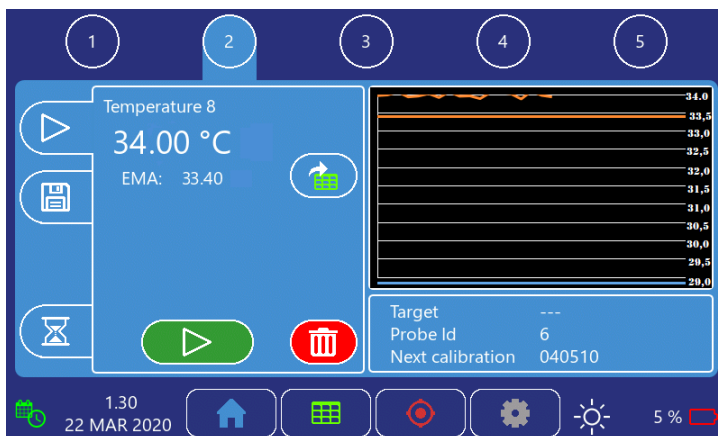 1
2
3
4
5
Temperature 8
34.00 °C
EMA: 33.40
34.0
33,5
33,0
32,5
32,0
31,5
31,0
30,5
30,0
29,5
29,0
Target ---
Probe Id 6
Next calibration 040510
1.30
22 MAR 2020
5 %